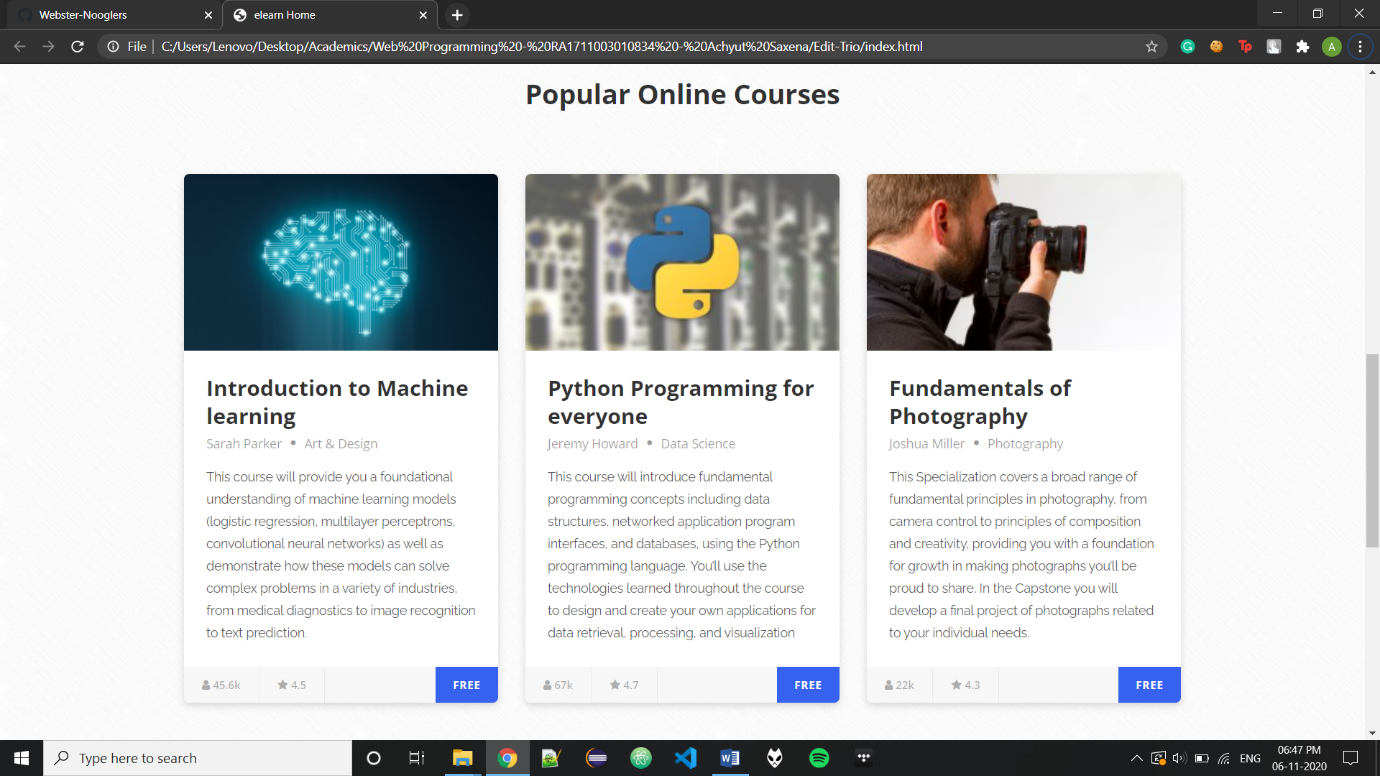 Webster-Nooglers
elearn Home
File | C:/Users/Lenovo/Desktop/Academics/Web%20Programming%20-%20RA1711003010834%20-%20Achyut%20Saxena/Edit-Trio/index.html
A
Popular Online Courses
Introduction to Machine
learning
Sarah Parker • Art & Design
This course will provide you a foundational
understanding of machine learning models
(logistic regression, multilayer perceptrons,
convolutional neural networks) as well as
demonstrate how these models can solve
complex problems in a variety of industries,
from medical diagnostics to image recognition
to text prediction.
45.6k 4.5 FREE
Python Programming for
everyone
Jeremy Howard • Data Science
This course will introduce fundamental
programming concepts including data
structures, networked application program
interfaces, and databases, using the Python
programming language. You'll use the
technologies learned throughout the course
to design and create your own applications for
data retrieval, processing, and visualization
67k 4.7 FREE
Fundamentals of
Photography
Joshua Miller • Photography
This Specialization covers a broad range of
fundamental principles in photography, from
camera control to principles of composition
and creativity, providing you with a foundation
for growth in making photographs you'll be
proud to share. In the Capstone you will
develop a final project of photographs related
to your individual needs.
22k 4.3 FREE
Type here to search
ENG
06:47 PM
06-11-2020